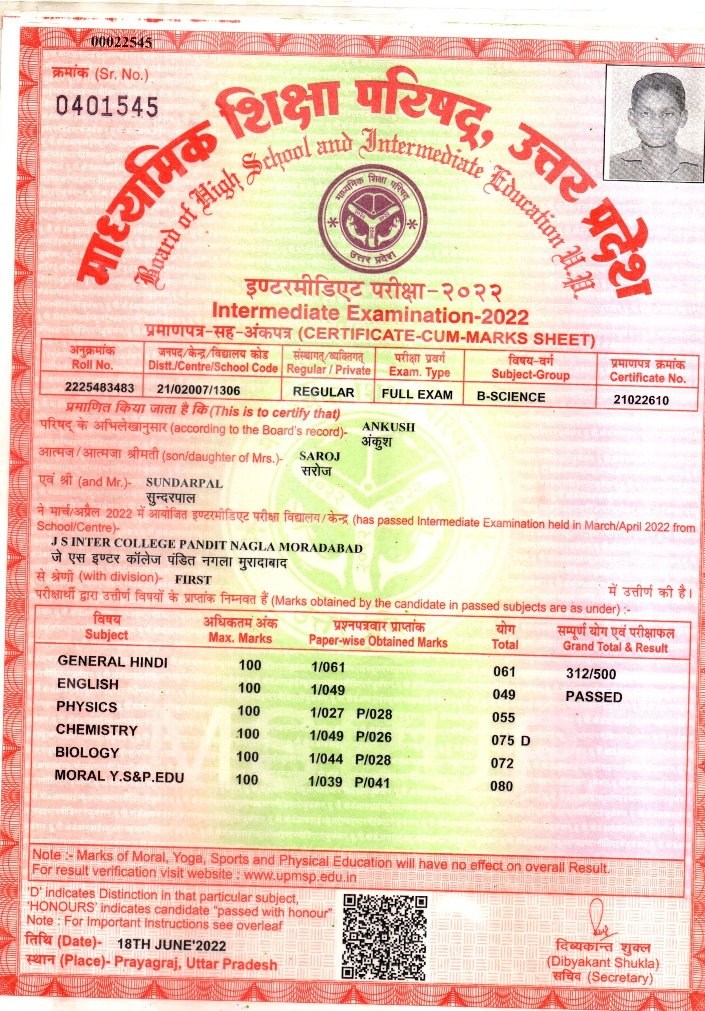 00022545
क्रमांक (Sr. No.)
0401545
माध्यमिक शिक्षा परिषद्, उत्तर प्रदेश
Board of High School and Intermediate Education U.P.
माध्यमिक शिक्षा परिषद्
उत्तर प्रदेश
इण्टरमीडिएट परीक्षा-२०२२
Intermediate Examination-2022
प्रमाणपत्र-सह-अंकपत्र (CERTIFICATE-CUM-MARKS SHEET)
अनुक्रमांक जनपद/केन्द्र/विद्यालय कोड संस्थागत/व्यक्तिगत परीक्षा प्रवर्ग विषय-वर्ग प्रमाणपत्र क्रमांक
Roll No. Distt./Centre/School Code Regular / Private Exam. Type Subject-Group Certificate No.
2225483483 21/02007/1306 REGULAR FULL EXAM B-SCIENCE 21022610
प्रमाणित किया जाता है कि (This is to certify that)
परिषद् के अभिलेखानुसार (according to the Board's record)- ANKUSH
अंकुश
आत्मज/आत्मजा श्रीमती (son/daughter of Mrs.)- SAROJ
सरोज
एवं श्री (and Mr.)- SUNDARPAL
सुन्दरपाल
ने मार्च/अप्रैल 2022 में आयोजित इण्टरमीडिएट परीक्षा विद्यालय/केन्द्र (has passed Intermediate Examination held in March/April 2022 from
School/Centre)-
J S INTER COLLEGE PANDIT NAGLA MORADABAD
जे एस इण्टर कॉलेज पंडित नगला मुरादाबाद
से श्रेणी (with division)- FIRST में उत्तीर्ण की है।
परीक्षार्थी द्वारा उत्तीर्ण विषयों के प्राप्तांक निम्नवत हैं (Marks obtained by the candidate in passed subjects are as under) :-
विषय अधिकतम अंक प्रश्नपत्रवार प्राप्तांक योग सम्पूर्ण योग एवं परीक्षाफल
Subject Max. Marks Paper-wise Obtained Marks Total Grand Total & Result
GENERAL HINDI 100 1/061 061 312/500
ENGLISH 100 1/049 049 PASSED
PHYSICS 100 1/027 P/028 055
CHEMISTRY 100 1/049 P/026 075 D
BIOLOGY 100 1/044 P/028 072
MORAL Y.S&P.EDU 100 1/039 P/041 080
Note :- Marks of Moral, Yoga, Sports and Physical Education will have no effect on overall Result.
For result verification visit website : www.upmsp.edu.in
'D' indicates Distinction in that particular subject,
'HONOURS' indicates candidate "passed with honour"
Note : For Important Instructions see overleaf
तिथि (Date)- 18TH JUNE'2022
स्थान (Place)- Prayagraj, Uttar Pradesh
दिब्यकान्त शुक्ल
(Dibyakant Shukla)
सचिव (Secretary)